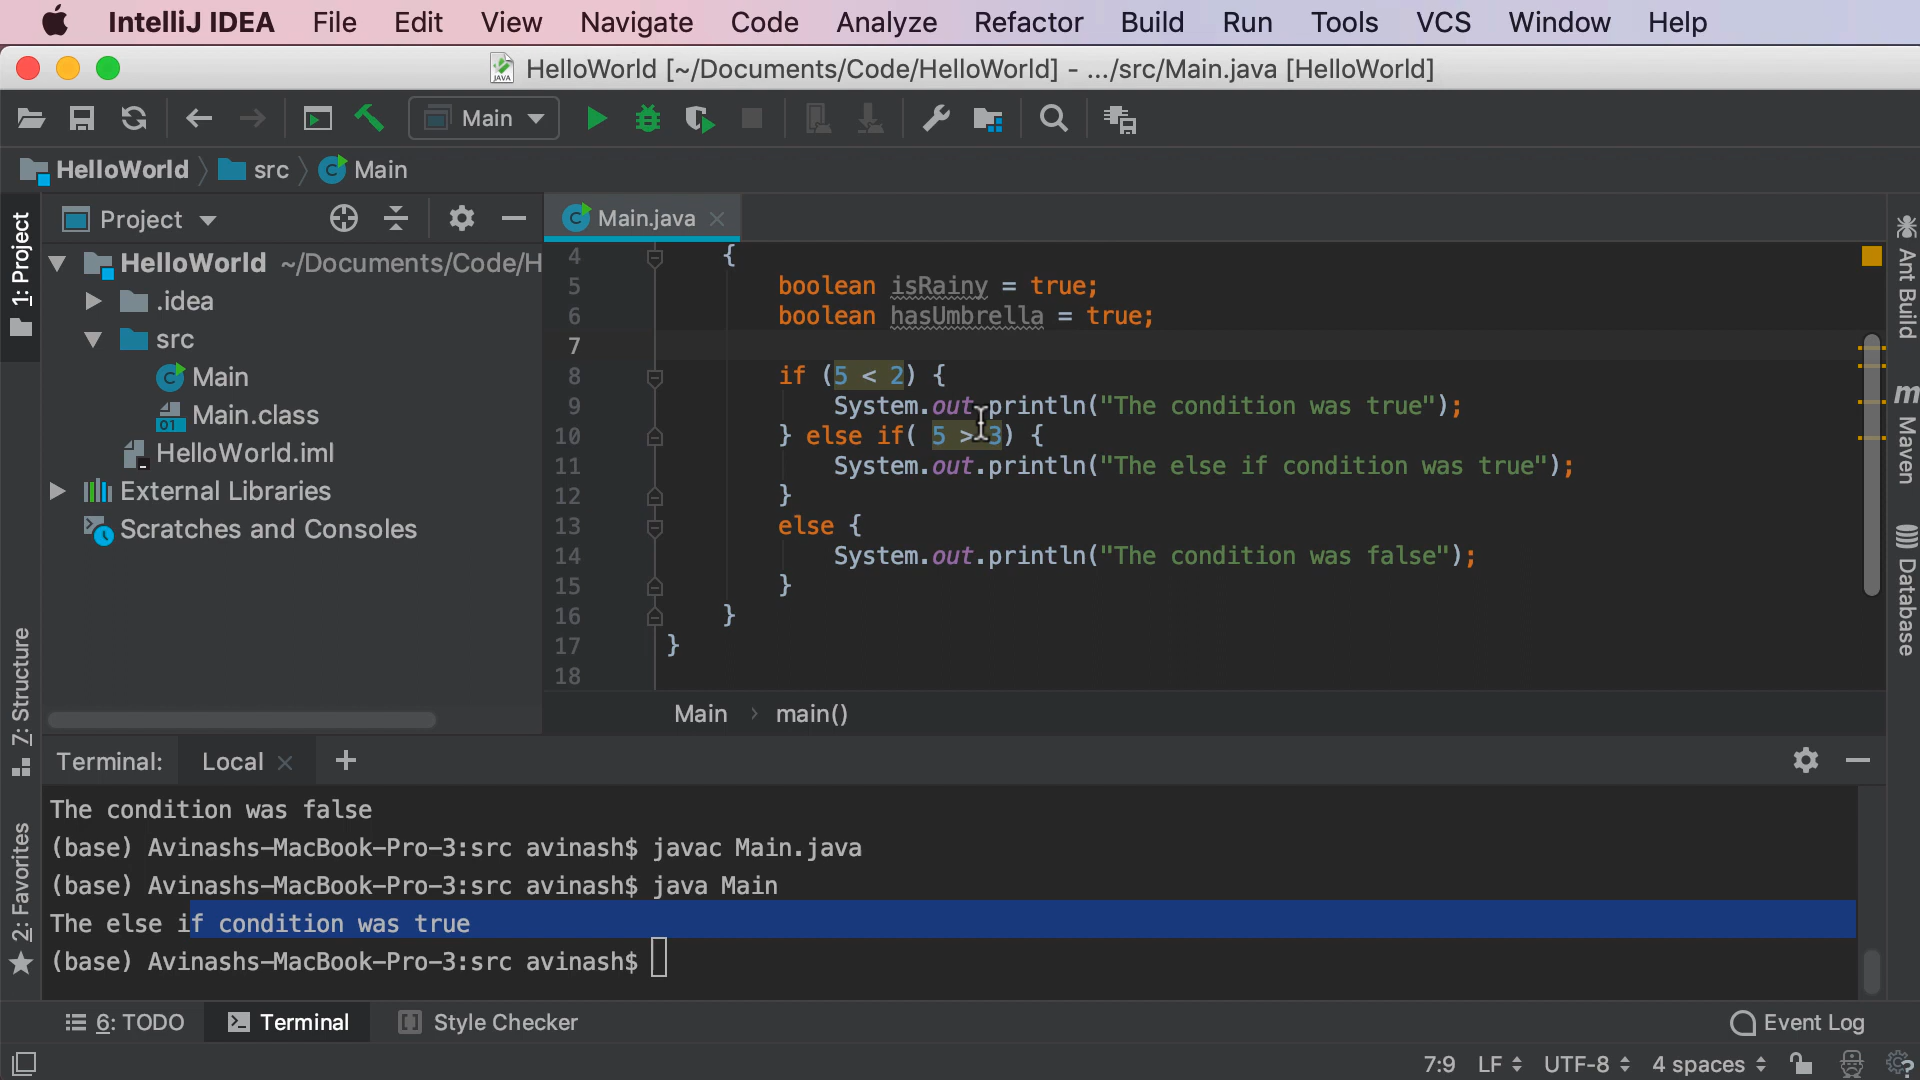 IntelliJ IDEA File Edit View Navigate Code Analyze Refactor Build Run Tools VCS Window Help
HelloWorld [~/Documents/Code/HelloWorld] - .../src/Main.java [HelloWorld]
Main
HelloWorld src Main
1: Project
Project
HelloWorld ~/Documents/Code/H
.idea
src
Main
Main.class
HelloWorld.iml
External Libraries
Scratches and Consoles
7: Structure
2: Favorites
Main.java
4 {
5 boolean isRainy = true;
6 boolean hasUmbrella = true;
7
8 if (5 < 2) {
9 System.out.println("The condition was true");
10 } else if( 5 > 3) {
11 System.out.println("The else if condition was true");
12 }
13 else {
14 System.out.println("The condition was false");
15 }
16 }
17 }
18
Main › main()
Ant Build
m Maven
Database
Terminal: Local +
The condition was false
(base) Avinashs-MacBook-Pro-3:src avinash$ javac Main.java
(base) Avinashs-MacBook-Pro-3:src avinash$ java Main
The else if condition was true
(base) Avinashs-MacBook-Pro-3:src avinash$
6: TODO Terminal Style Checker Event Log
7:9 LF UTF-8 4 spaces